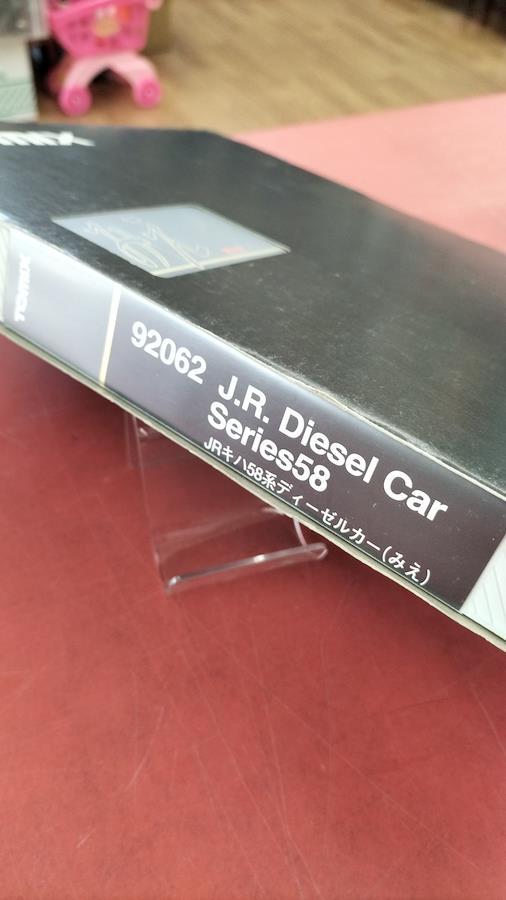 TOMIX
92062 J.R. Diesel Car
Series58
JRキハ58系ディーゼルカー(みえ)